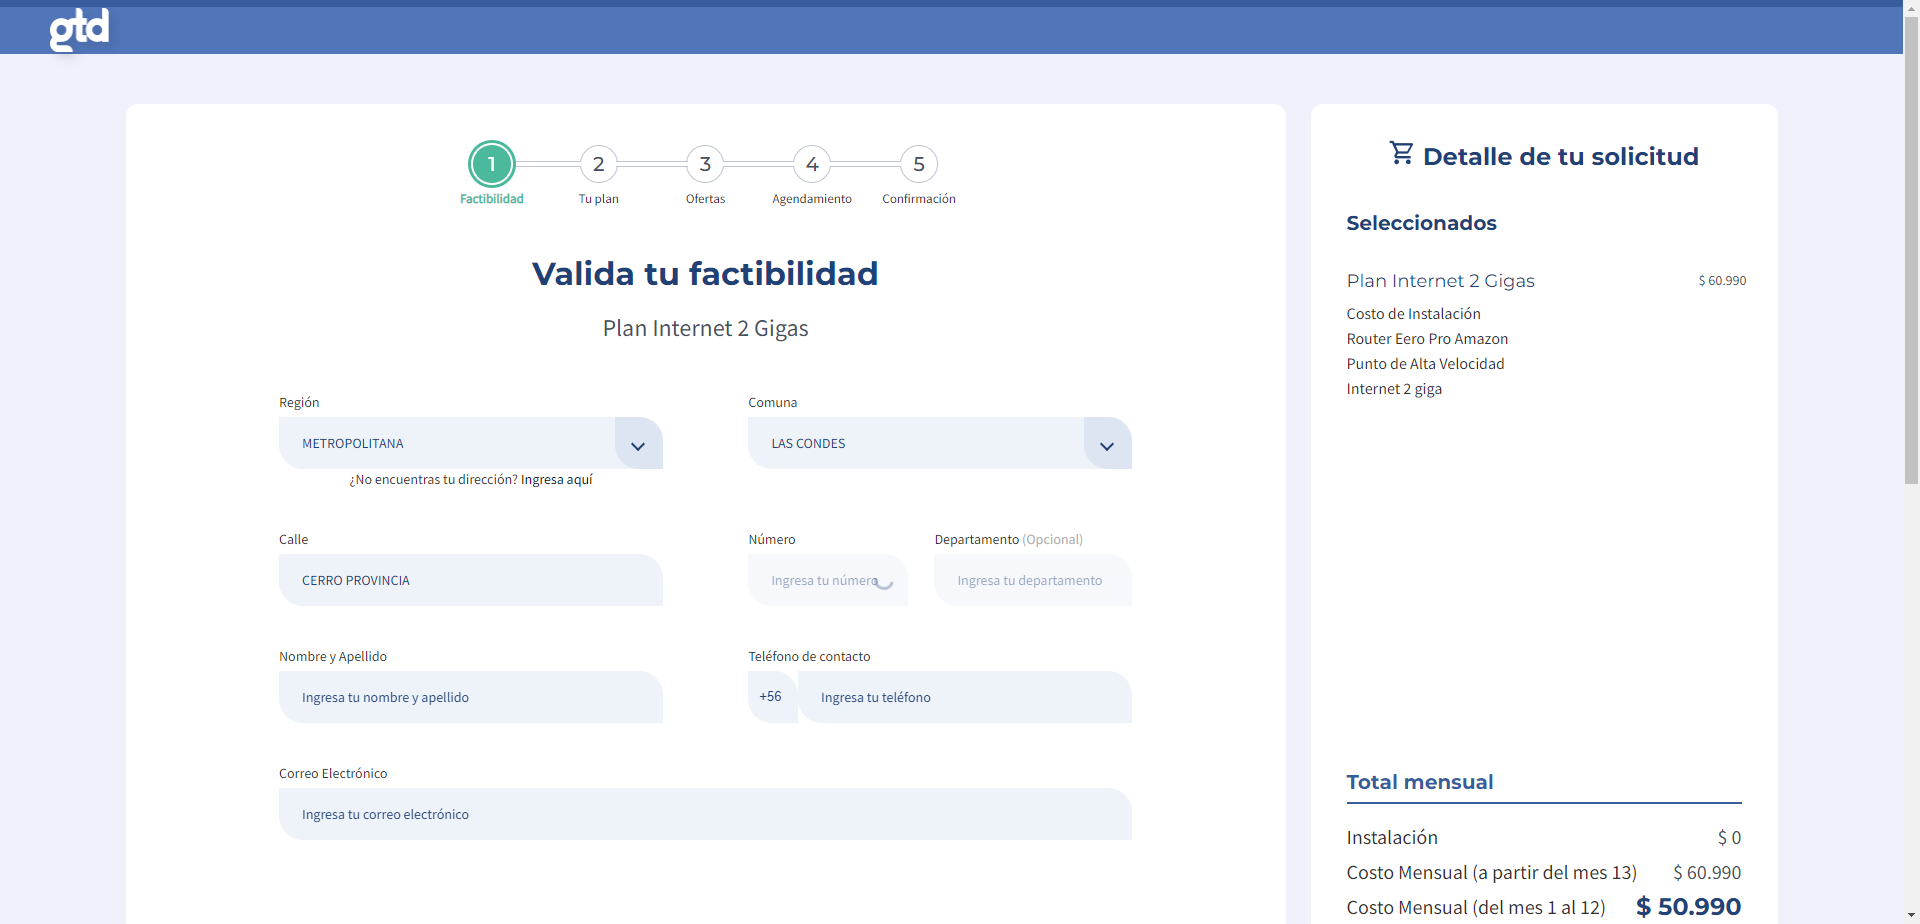 gtd
1
2
3
4
5
Factibilidad
Tu plan
Ofertas
Agendamiento
Confirmación
Valida tu factibilidad
Plan Internet 2 Gigas
Región
METROPOLITANA
¿No encuentras tu dirección? Ingresa aquí
Comuna
LAS CONDES
Calle
CERRO PROVINCIA
Número
Ingresa tu número
Departamento (Opcional)
Ingresa tu departamento
Nombre y Apellido
Ingresa tu nombre y apellido
Teléfono de contacto
+56
Ingresa tu teléfono
Correo Electrónico
Ingresa tu correo electrónico
Detalle de tu solicitud
Seleccionados
Plan Internet 2 Gigas $ 60.990
Costo de Instalación
Router Eero Pro Amazon
Punto de Alta Velocidad
Internet 2 giga
Total mensual
Instalación $ 0
Costo Mensual (a partir del mes 13) $ 60.990
Costo Mensual (del mes 1 al 12) $ 50.990